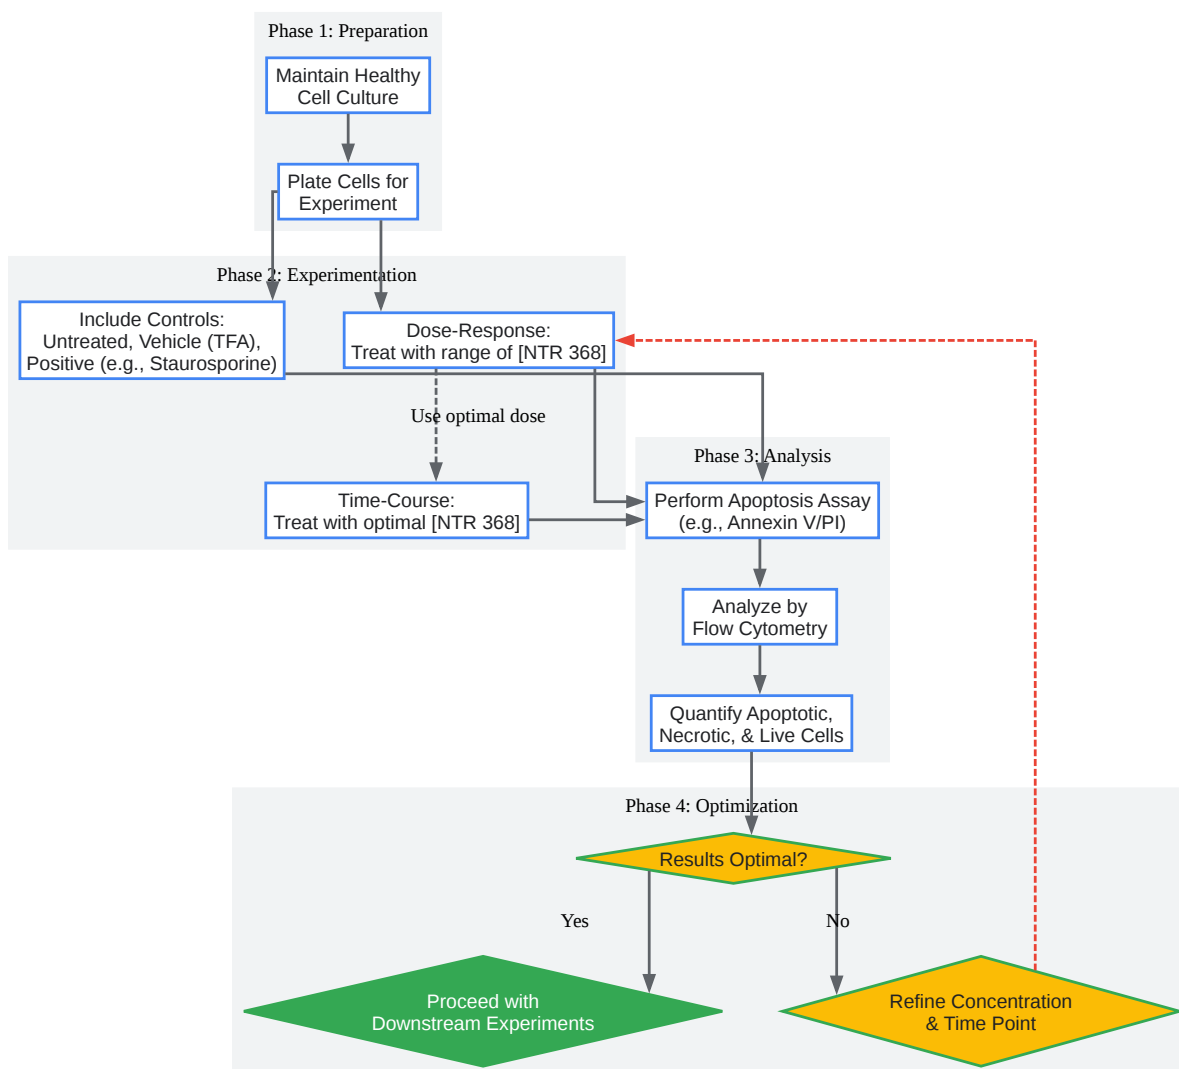 Phase 1: Preparation
Maintain Healthy
Cell Culture
Plate Cells for
Experiment
Phase 2: Experimentation
Include Controls:
Untreated, Vehicle (TFA),
Positive (e.g., Staurosporine)
Dose-Response:
Treat with range of [NTR 368]
Use optimal dose
Time-Course:
Treat with optimal [NTR 368]
Phase 3: Analysis
Perform Apoptosis Assay
(e.g., Annexin V/PI)
Analyze by
Flow Cytometry
Quantify Apoptotic,
Necrotic, & Live Cells
Phase 4: Optimization
Results Optimal?
Yes
No
Proceed with
Downstream Experiments
Refine Concentration
& Time Point